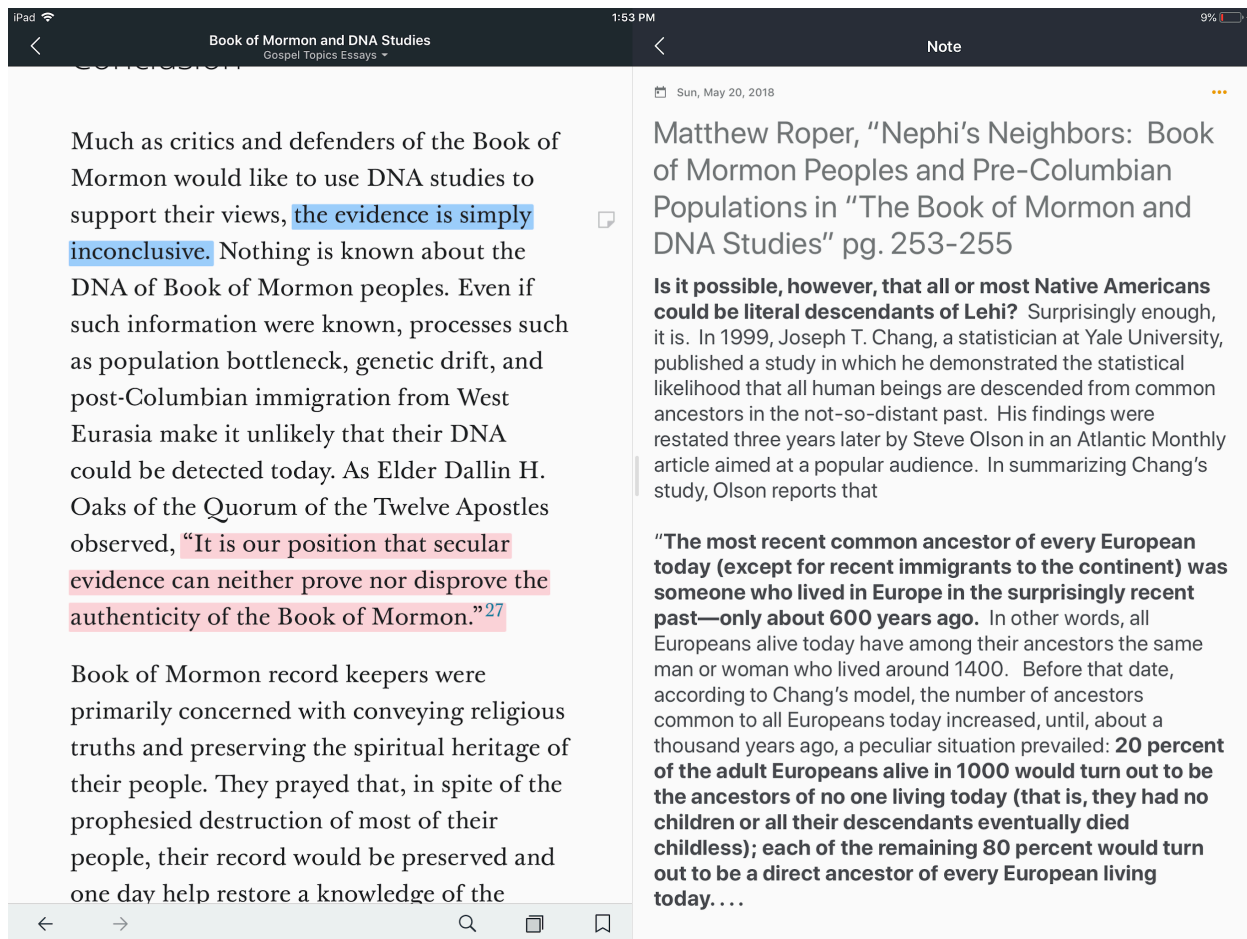 iPad
1:53 PM
9%
Book of Mormon and DNA Studies
Gospel Topics Essays
Conclusion
Much as critics and defenders of the Book of
Mormon would like to use DNA studies to
support their views, the evidence is simply
inconclusive. Nothing is known about the
DNA of Book of Mormon peoples. Even if
such information were known, processes such
as population bottleneck, genetic drift, and
post-Columbian immigration from West
Eurasia make it unlikely that their DNA
could be detected today. As Elder Dallin H.
Oaks of the Quorum of the Twelve Apostles
observed, “It is our position that secular
evidence can neither prove nor disprove the
authenticity of the Book of Mormon.”27
Book of Mormon record keepers were
primarily concerned with conveying religious
truths and preserving the spiritual heritage of
their people. They prayed that, in spite of the
prophesied destruction of most of their
people, their record would be preserved and
one day help restore a knowledge of the
Note
Sun, May 20, 2018
Matthew Roper, “Nephi’s Neighbors: Book
of Mormon Peoples and Pre-Columbian
Populations in “The Book of Mormon and
DNA Studies” pg. 253-255
Is it possible, however, that all or most Native Americans
could be literal descendants of Lehi? Surprisingly enough,
it is. In 1999, Joseph T. Chang, a statistician at Yale University,
published a study in which he demonstrated the statistical
likelihood that all human beings are descended from common
ancestors in the not-so-distant past. His findings were
restated three years later by Steve Olson in an Atlantic Monthly
article aimed at a popular audience. In summarizing Chang’s
study, Olson reports that
“The most recent common ancestor of every European
today (except for recent immigrants to the continent) was
someone who lived in Europe in the surprisingly recent
past—only about 600 years ago. In other words, all
Europeans alive today have among their ancestors the same
man or woman who lived around 1400. Before that date,
according to Chang’s model, the number of ancestors
common to all Europeans today increased, until, about a
thousand years ago, a peculiar situation prevailed: 20 percent
of the adult Europeans alive in 1000 would turn out to be
the ancestors of no one living today (that is, they had no
children or all their descendants eventually died
childless); each of the remaining 80 percent would turn
out to be a direct ancestor of every European living
today. . . .